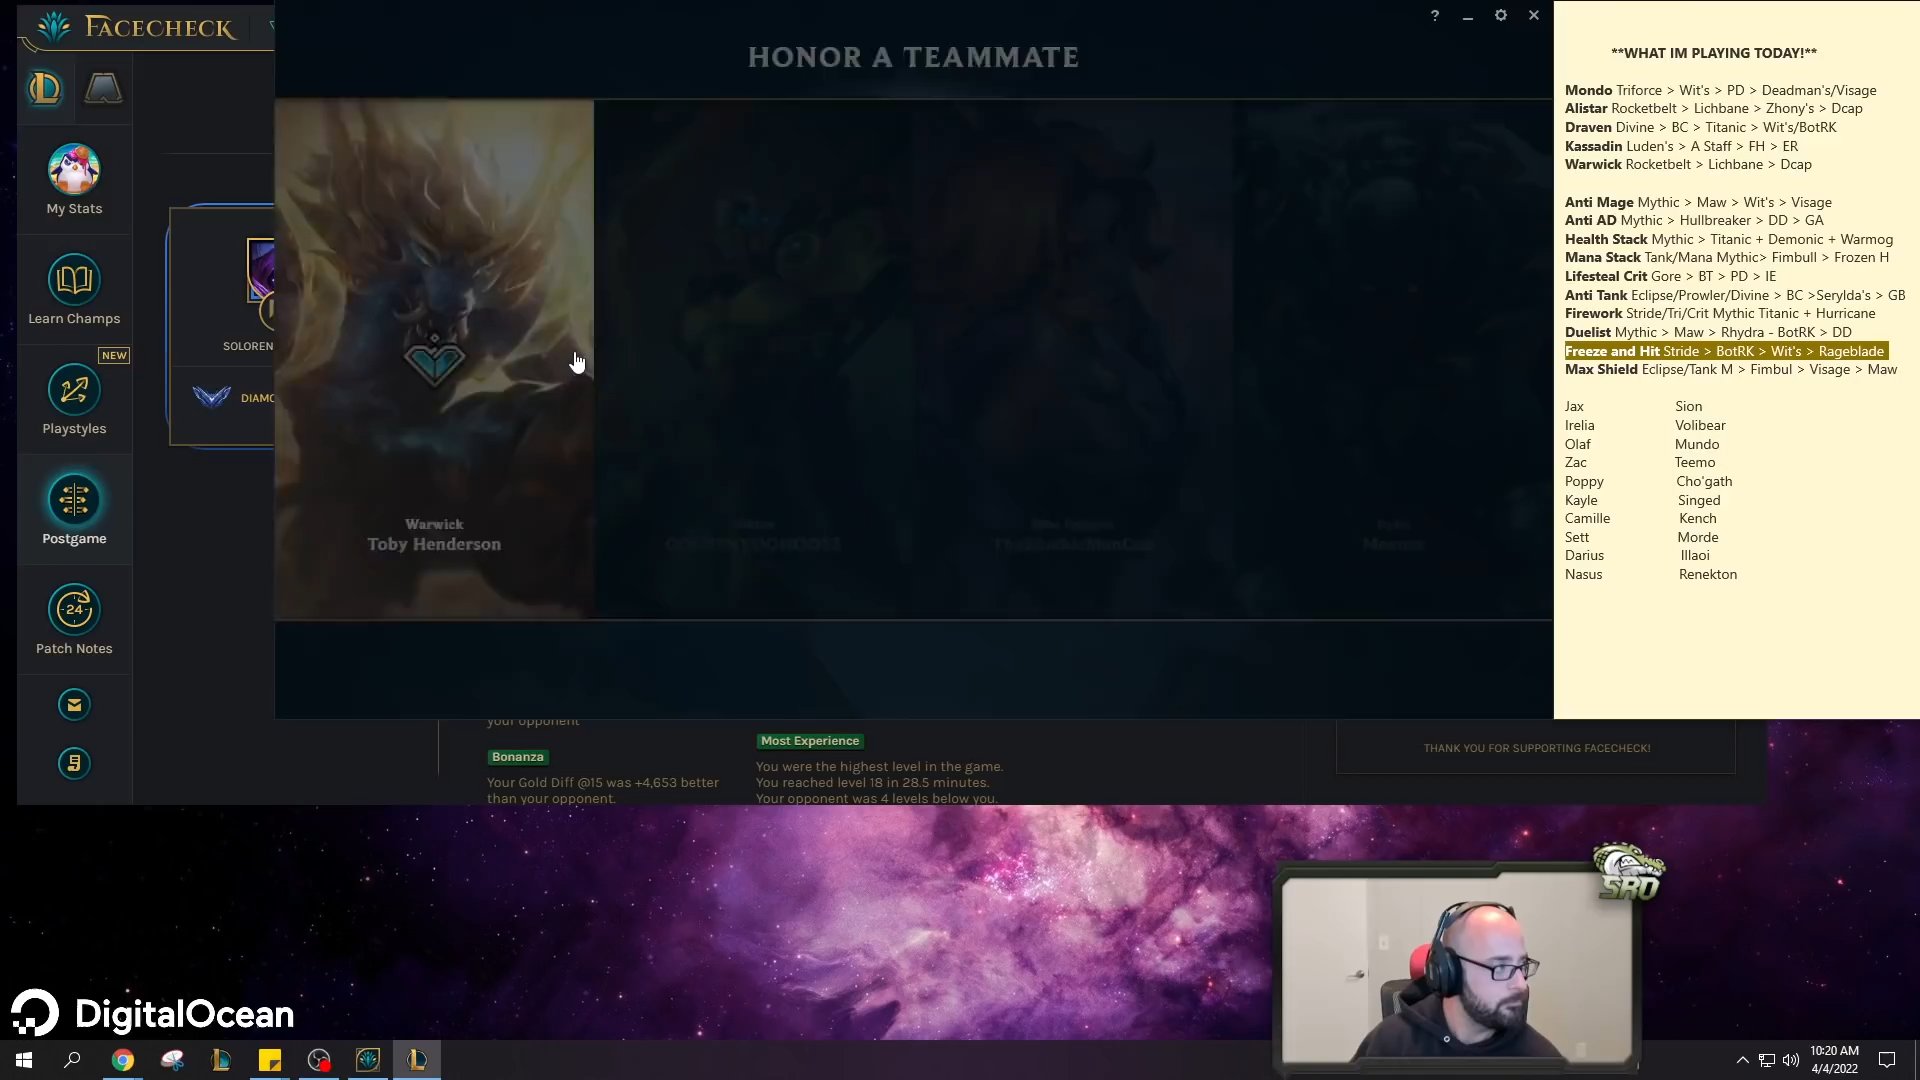 FACECHECK
HONOR A TEAMMATE
?
My Stats
Learn Champs
NEW
Playstyles
Postgame
24
Patch Notes
SOLOREN
DIAMO
Warwick
Toby Henderson
your opponent
Bonanza
Your Gold Diff @15 was +4,653 better
than your opponent.
Most Experience
You were the highest level in the game.
You reached level 18 in 28.5 minutes.
Your opponent was 4 levels below you.
THANK YOU FOR SUPPORTING FACECHECK!
**WHAT IM PLAYING TODAY!**
Mondo Triforce > Wit's > PD > Deadman's/Visage
Alistar Rocketbelt > Lichbane > Zhony's > Dcap
Draven Divine > BC > Titanic > Wit's/BotRK
Kassadin Luden's > A Staff > FH > ER
Warwick Rocketbelt > Lichbane > Dcap
Anti Mage Mythic > Maw > Wit's > Visage
Anti AD Mythic > Hullbreaker > DD > GA
Health Stack Mythic > Titanic + Demonic + Warmog
Mana Stack Tank/Mana Mythic> Fimbull > Frozen H
Lifesteal Crit Gore > BT > PD > IE
Anti Tank Eclipse/Prowler/Divine > BC >Serylda's > GB
Firework Stride/Tri/Crit Mythic Titanic + Hurricane
Duelist Mythic > Maw > Rhydra - BotRK > DD
Freeze and Hit Stride > BotRK > Wit's > Rageblade
Max Shield Eclipse/Tank M > Fimbul > Visage > Maw
Jax Sion
Irelia Volibear
Olaf Mundo
Zac Teemo
Poppy Cho'gath
Kayle Singed
Camille Kench
Sett Morde
Darius Illaoi
Nasus Renekton
SRO
DigitalOcean
10:20 AM
4/4/2022